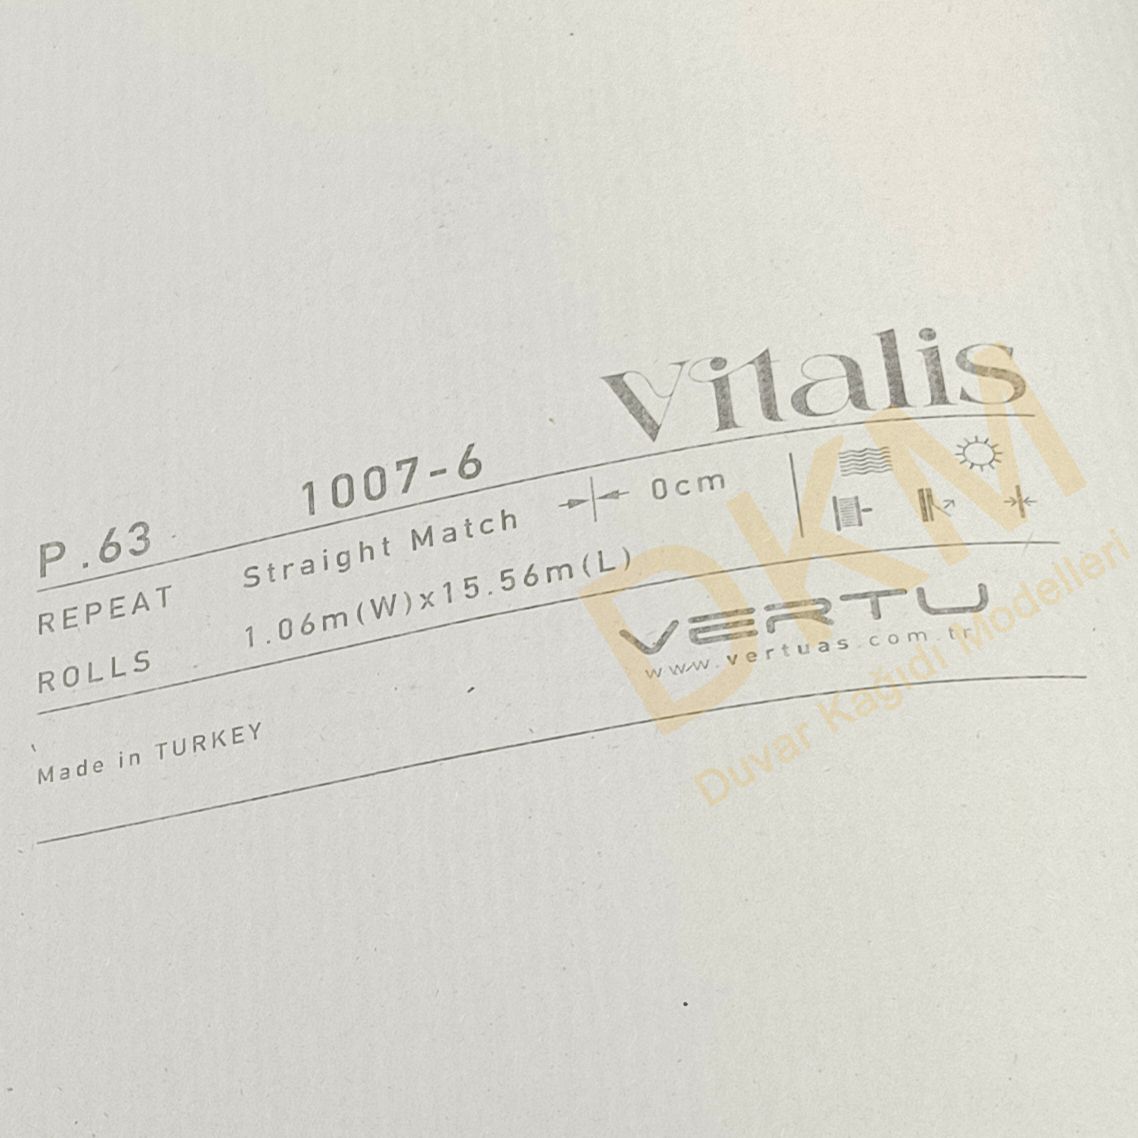 Vitalis
P.63 1007-6
REPEAT Straight Match 0cm
ROLLS 1.06m(W)x15.56m(L)
VERTU
www.vertuas.com.tr
Made in TURKEY
DKM
Duvar Kağıdı Modelleri